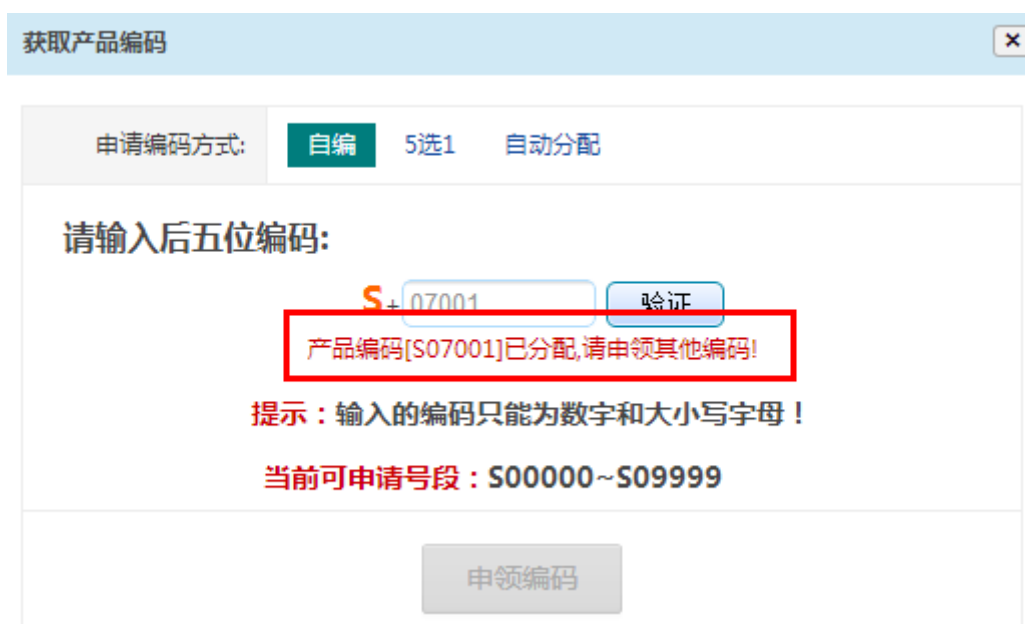 获取产品编码
申请编码方式: 自编 5选1 自动分配
请输入后五位编码:
S+ 07001 验证
产品编码[S07001]已分配,请申领其他编码!
提示：输入的编码只能为数字和大小写字母！
当前可申请号段：S00000~S09999
申领编码